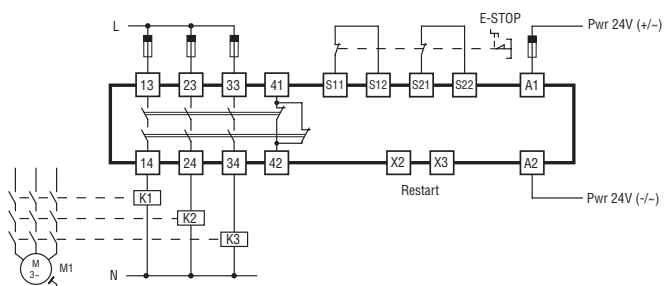 E-STOP
L
Pwr 24V (+/~)
13 23 33 41 S11 S12 S21 S22 A1
14 24 34 42 X2 X3 A2
Restart
Pwr 24V (-/~)
K1
K2
K3
M
3~
M1
N